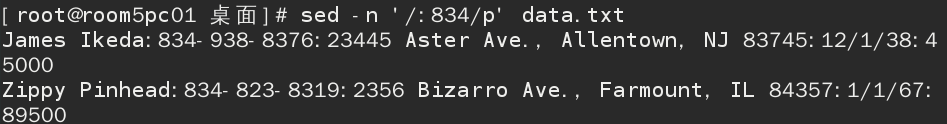 [root@room5pc01 桌面]# sed -n '/:834/p' data.txt
James Ikeda:834-938-8376:23445 Aster Ave., Allentown, NJ 83745:12/1/38:4
5000
Zippy Pinhead:834-823-8319:2356 Bizarro Ave., Farmount, IL 84357:1/1/67:
89500